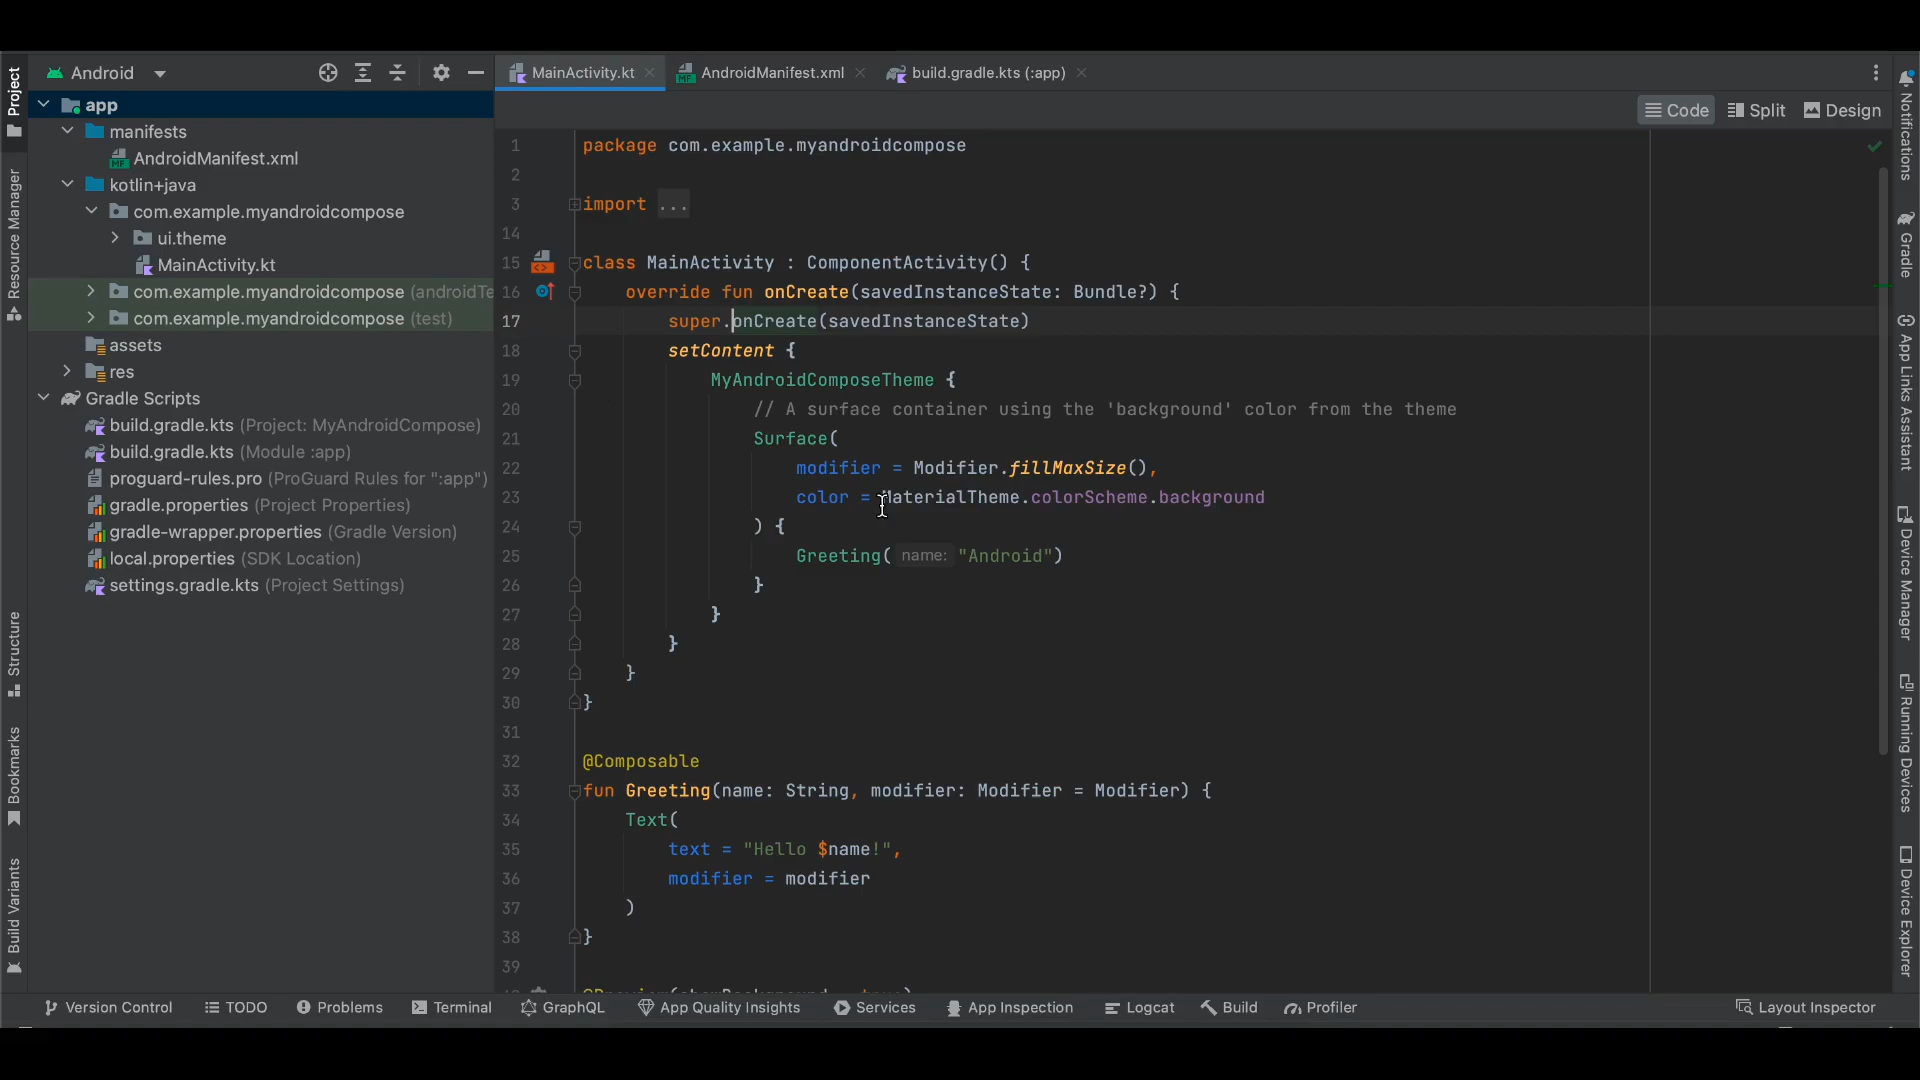 Android
MainActivity.kt
AndroidManifest.xml
build.gradle.kts (:app)
Code
Split
Design
Project
Resource Manager
Structure
Bookmarks
Build Variants
app
manifests
AndroidManifest.xml
kotlin+java
com.example.myandroidcompose
ui.theme
MainActivity.kt
com.example.myandroidcompose (androidTe
com.example.myandroidcompose (test)
assets
res
Gradle Scripts
build.gradle.kts (Project: MyAndroidCompose)
build.gradle.kts (Module :app)
proguard-rules.pro (ProGuard Rules for ":app")
gradle.properties (Project Properties)
gradle-wrapper.properties (Gradle Version)
local.properties (SDK Location)
settings.gradle.kts (Project Settings)
1 package com.example.myandroidcompose
2
3 import ...
14
15 class MainActivity : ComponentActivity() {
16 override fun onCreate(savedInstanceState: Bundle?) {
17 super.onCreate(savedInstanceState)
18 setContent {
19 MyAndroidComposeTheme {
20 // A surface container using the 'background' color from the theme
21 Surface(
22 modifier = Modifier.fillMaxSize(),
23 color = MaterialTheme.colorScheme.background
24 ) {
25 Greeting( name: "Android")
26 }
27 }
28 }
29 }
30 }
31
32 @Composable
33 fun Greeting(name: String, modifier: Modifier = Modifier) {
34 Text(
35 text = "Hello $name!",
36 modifier = modifier
37 )
38 }
39
Notifications
Gradle
App Links Assistant
Device Manager
Running Devices
Device Explorer
Version Control
TODO
Problems
Terminal
GraphQL
App Quality Insights
Services
App Inspection
Logcat
Build
Profiler
Layout Inspector